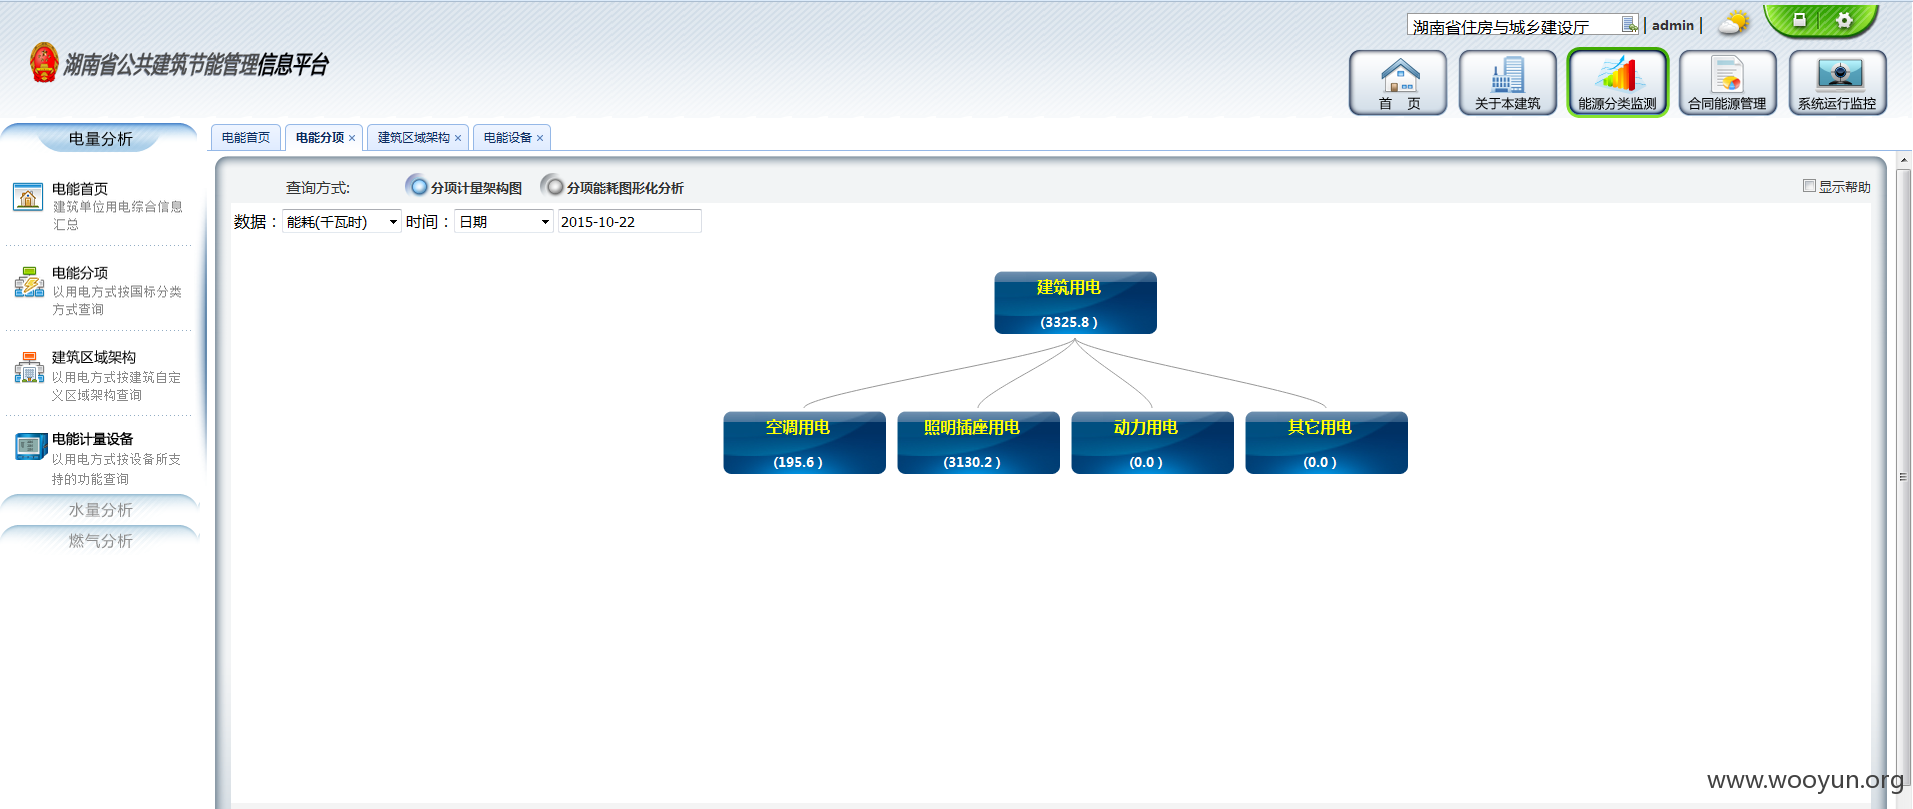 湖南省住房与城乡建设厅 | admin |
湖南省公共建筑节能管理信息平台
首 页
关于本建筑
能源分类监测
合同能源管理
系统运行监控
电量分析
电能首页
建筑单位用电综合信息
汇总
电能分项
以用电方式按国标分类
方式查询
建筑区域架构
以用电方式按建筑自定
义区域架构查询
电能计量设备
以用电方式按设备所支
持的功能查询
水量分析
燃气分析
电能首页
电能分项 ×
建筑区域架构 ×
电能设备 ×
查询方式: 分项计量架构图 分项能耗图形化分析
显示帮助
数据：能耗(千瓦时) 时间：日期 2015-10-22
建筑用电
(3325.8 )
空调用电
(195.6 )
照明插座用电
(3130.2 )
动力用电
(0.0 )
其它用电
(0.0 )
www.wooyun.org